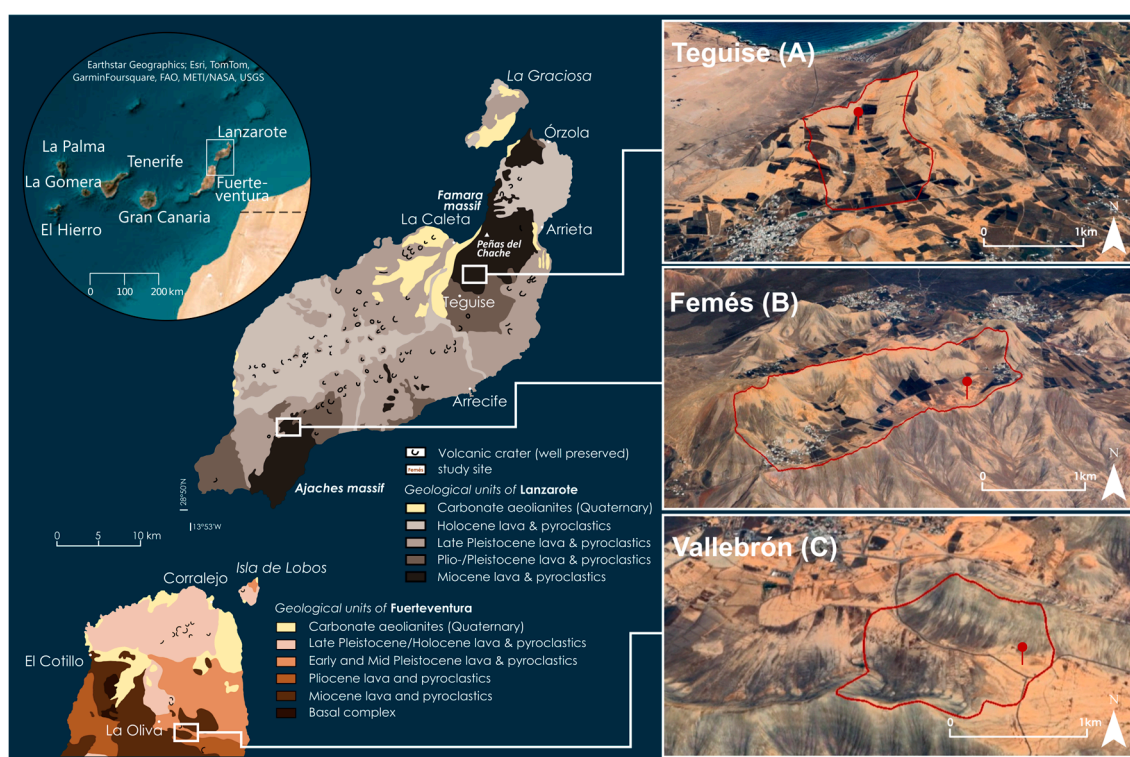 Earthstar Geographics; Esri, TomTom,
GarminFoursquare, FAO, METI/NASA, USGS
Lanzarote
La Palma
Tenerife
La Gomera
Fuerte-
ventura
Gran Canaria
El Hierro
0 100 200 km
La Graciosa
Órzola
Famara
massif
La Caleta
Arrieta
Peñas del
Chache
Teguise
Arrecife
Ajaches massif
28°50'N
13°53'W
0 5 10 km
Volcanic crater (well preserved)
Femés
study site
Geological units of Lanzarote
Carbonate aeolianites (Quaternary)
Holocene lava & pyroclastics
Late Pleistocene lava & pyroclastics
Plio-/Pleistocene lava & pyroclastics
Miocene lava & pyroclastics
Isla de Lobos
Corralejo
El Cotillo
La Oliva
Geological units of Fuerteventura
Carbonate aeolianites (Quaternary)
Late Pleistocene/Holocene lava & pyroclastics
Early and Mid Pleistocene lava & pyroclastics
Pliocene lava and pyroclastics
Miocene lava and pyroclastics
Basal complex
Teguise (A)
N
0 1km
Femés (B)
N
0 1km
Vallebrón (C)
N
0 1km